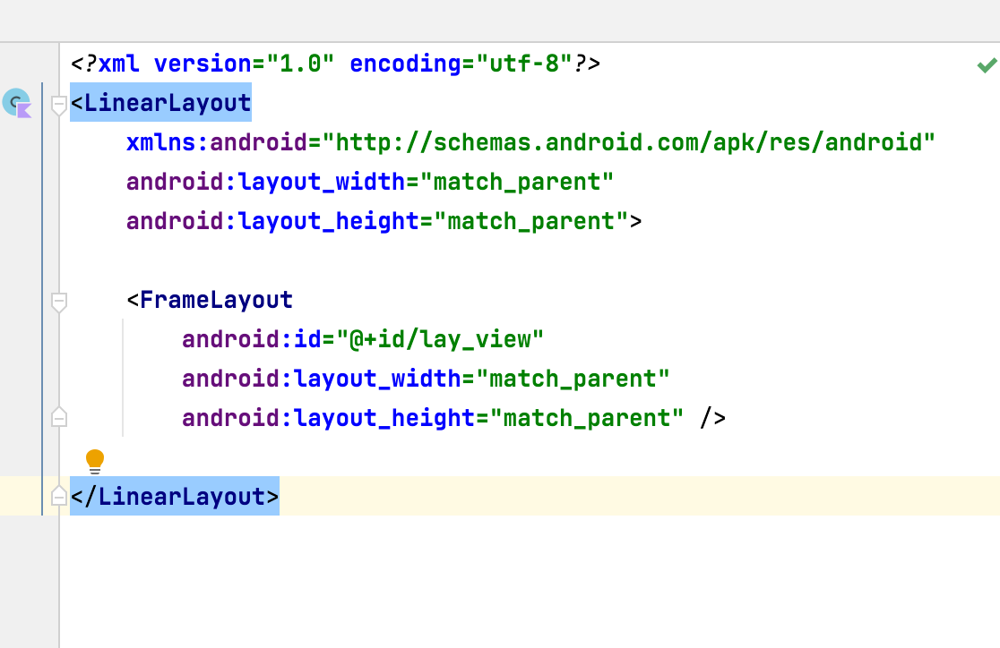 <?xml version="1.0" encoding="utf-8"?>
<LinearLayout
    xmlns:android="http://schemas.android.com/apk/res/android"
    android:layout_width="match_parent"
    android:layout_height="match_parent">

    <FrameLayout
        android:id="@+id/lay_view"
        android:layout_width="match_parent"
        android:layout_height="match_parent" />

</LinearLayout>